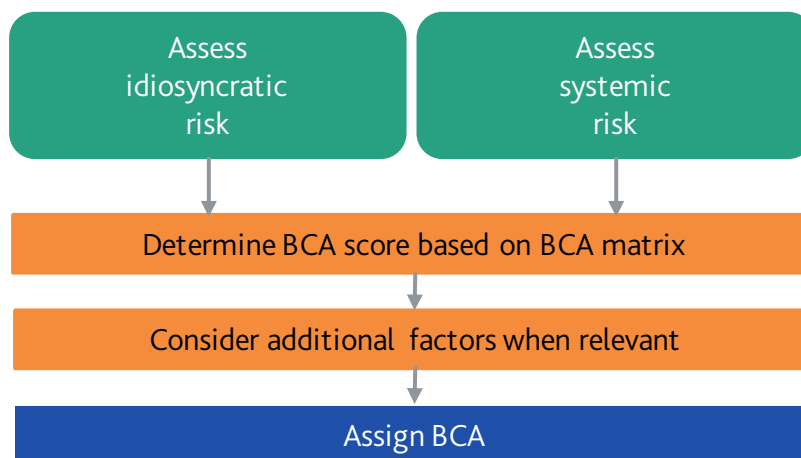 Assess
idiosyncratic
risk
Assess
systemic
risk
Determine BCA score based on BCA matrix
Consider additional factors when relevant
Assign BCA